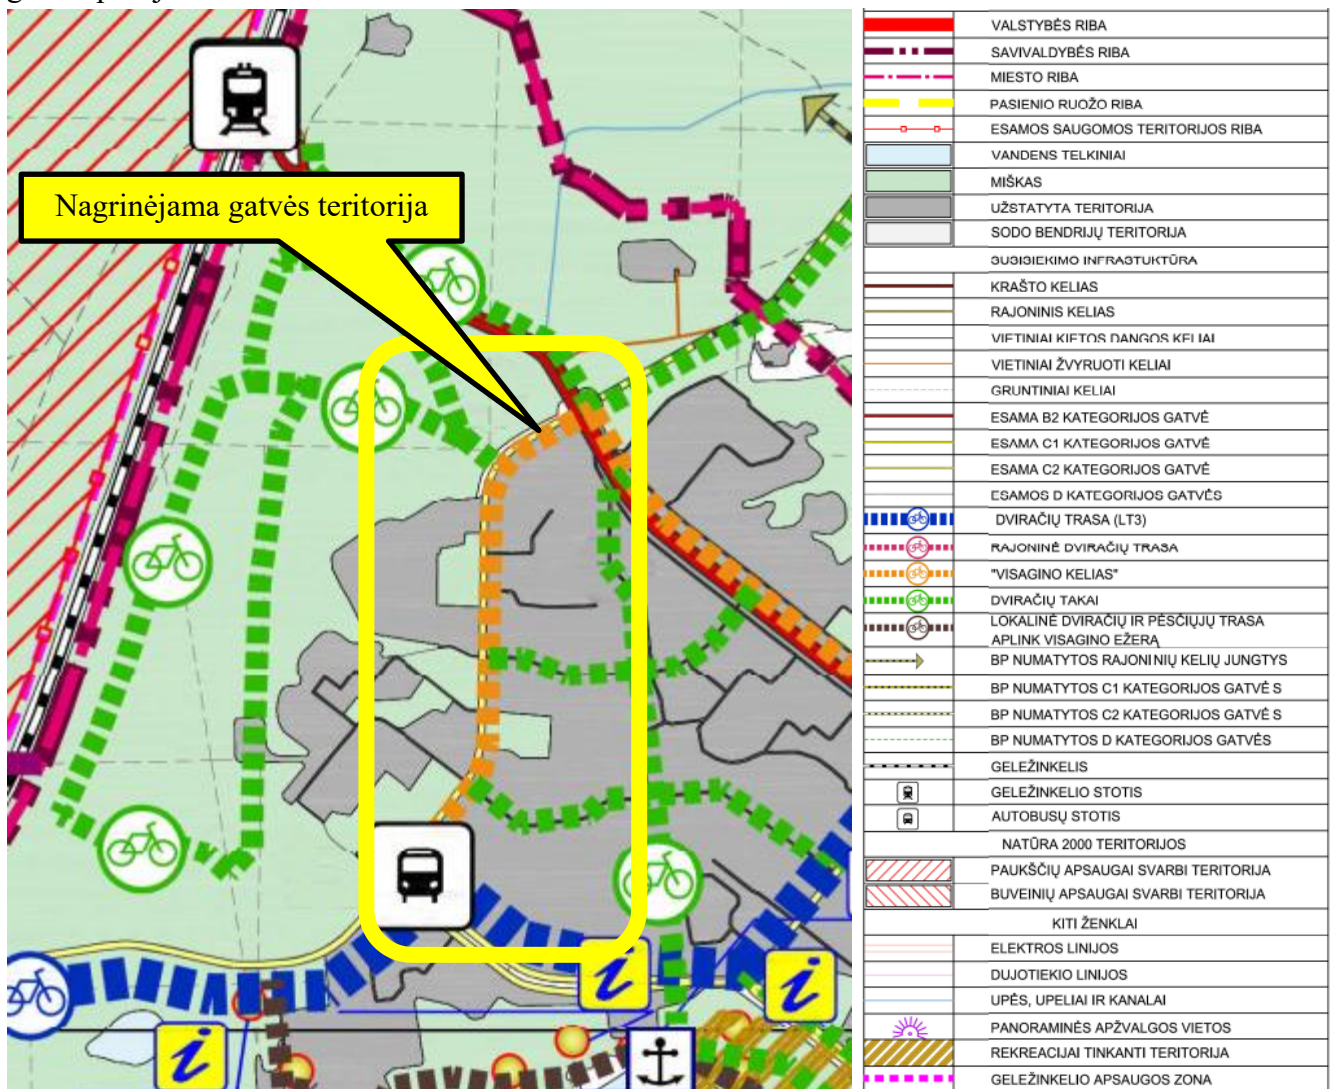 Nagrinėjama gatvės teritorija
i
i
i
VALSTYBĖS RIBA
SAVIVALDYBĖS RIBA
MIESTO RIBA
PASIENIO RUOŽO RIBA
ESAMOS SAUGOMOS TERITORIJOS RIBA
VANDENS TELKINIAI
MIŠKAS
UŽSTATYTA TERITORIJA
SODO BENDRIJŲ TERITORIJA
SUSISIEKIMO INFRASTUKTŪRA
KRAŠTO KELIAS
RAJONINIS KELIAS
VIETINIAI KIETOS DANGOS KELIAI
VIETINIAI ŽVYRUOTI KELIAI
GRUNTINIAI KELIAI
ESAMA B2 KATEGORIJOS GATVĖ
ESAMA C1 KATEGORIJOS GATVĖ
ESAMA C2 KATEGORIJOS GATVĖ
ESAMOS D KATEGORIJOS GATVĖS
DVIRAČIŲ TRASA (LT3)
RAJONINĖ DVIRAČIŲ TRASA
"VISAGINO KELIAS"
DVIRAČIŲ TAKAI
LOKALINĖ DVIRAČIŲ IR PĖSČIŲJŲ TRASA
APLINK VISAGINO EŽERĄ
BP NUMATYTOS RAJONINIŲ KELIŲ JUNGTYS
BP NUMATYTOS C1 KATEGORIJOS GATVĖS
BP NUMATYTOS C2 KATEGORIJOS GATVĖS
BP NUMATYTOS D KATEGORIJOS GATVĖS
GELEŽINKELIS
GELEŽINKELIO STOTIS
AUTOBUSŲ STOTIS
NATŪRA 2000 TERITORIJOS
PAUKŠČIŲ APSAUGAI SVARBI TERITORIJA
BUVEINIŲ APSAUGAI SVARBI TERITORIJA
KITI ŽENKLAI
ELEKTROS LINIJOS
DUJOTIEKIO LINIJOS
UPĖS, UPELIAI IR KANALAI
PANORAMINĖS APŽVALGOS VIETOS
REKREACIJAI TINKANTI TERITORIJA
GELEŽINKELIO APSAUGOS ZONA